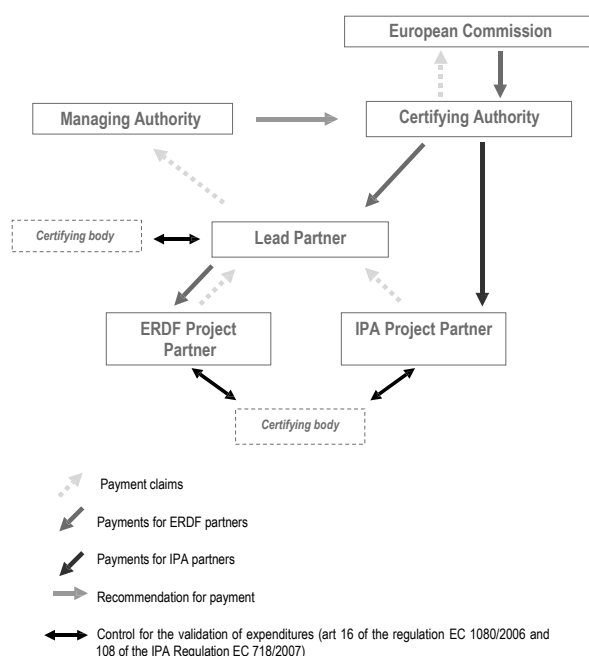 European Commission
Managing Authority
Certifying Authority
Certifying body
Lead Partner
ERDF Project
Partner
IPA Project Partner
Certifying body
Payment claims
Payments for ERDF partners
Payments for IPA partners
Recommendation for payment
Control for the validation of expenditures (art 16 of the regulation EC 1080/2006 and
108 of the IPA Regulation EC 718/2007)